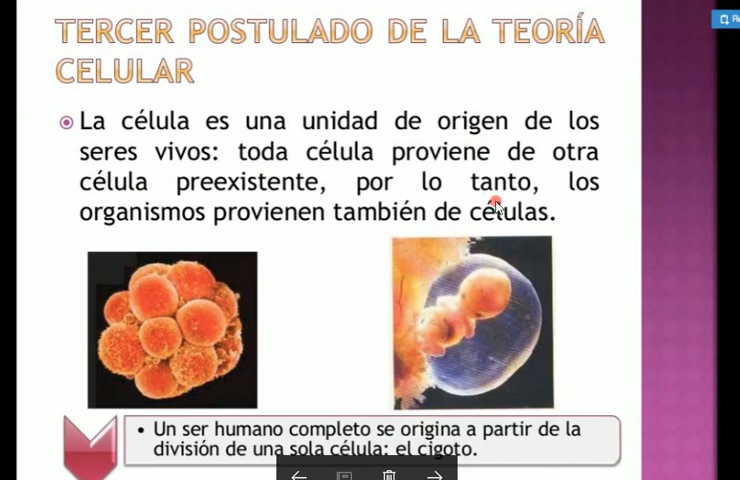 TERCER POSTULADO DE LA TEORÍA
CELULAR
La célula es una unidad de origen de los
seres vivos: toda célula proviene de otra
célula preexistente, por lo tanto, los
organismos provienen también de células.
• Un ser humano completo se origina a partir de la
división de una sola célula: el cigoto.